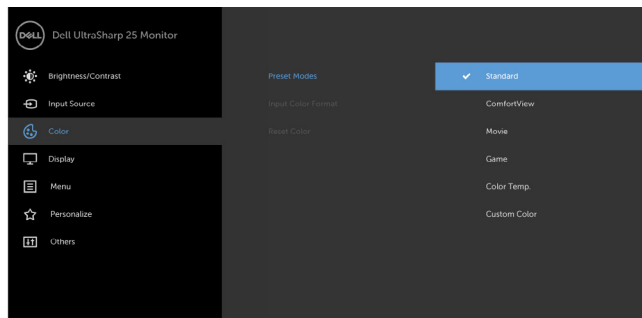 DELL Dell UltraSharp 25 Monitor
Brightness/Contrast
Input Source
Color
Display
Menu
Personalize
Others
Preset Modes
Input Color Format
Reset Color
Standard
ComfortView
Movie
Game
Color Temp.
Custom Color